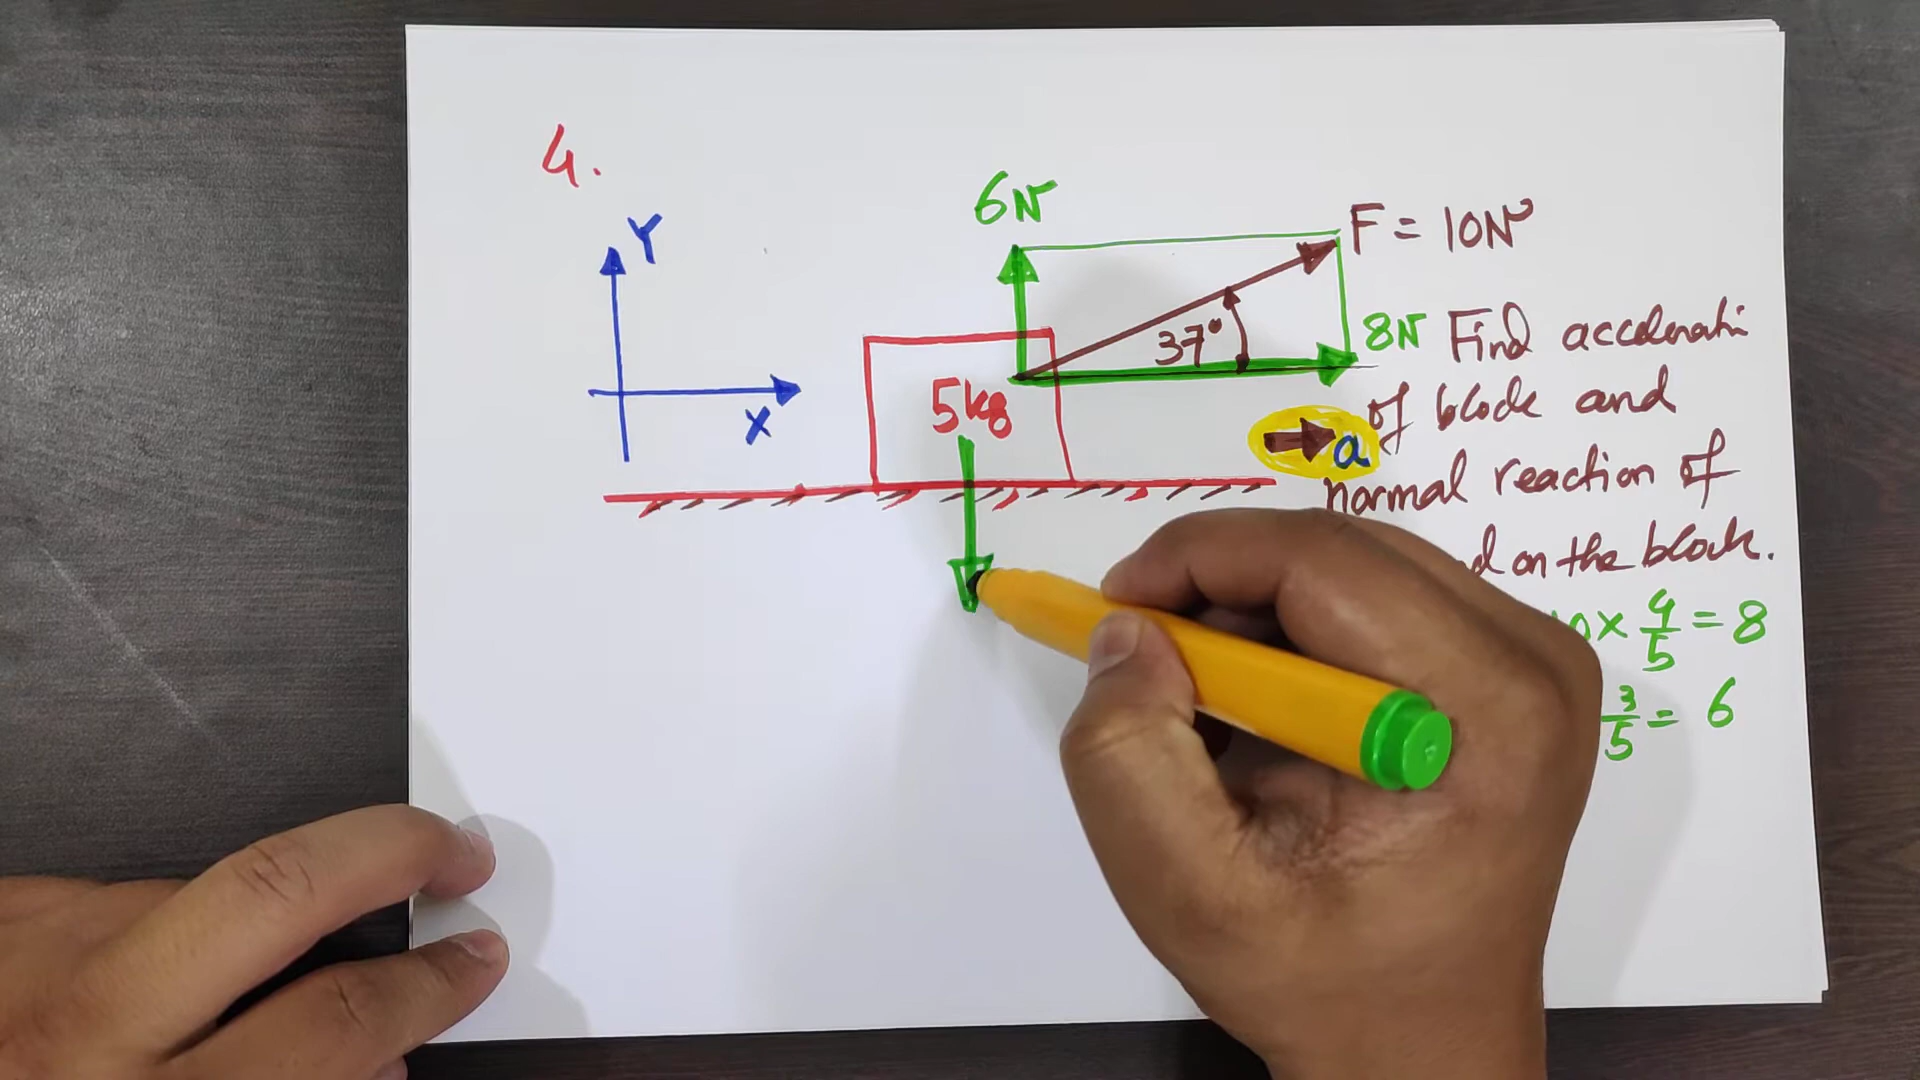 4.
Y
X
6N
F = 10N
37°
8N
5kg
a
Find acceleratin
of block and
normal reaction of
on the block.
× 4/5 = 8
3/5 = 6